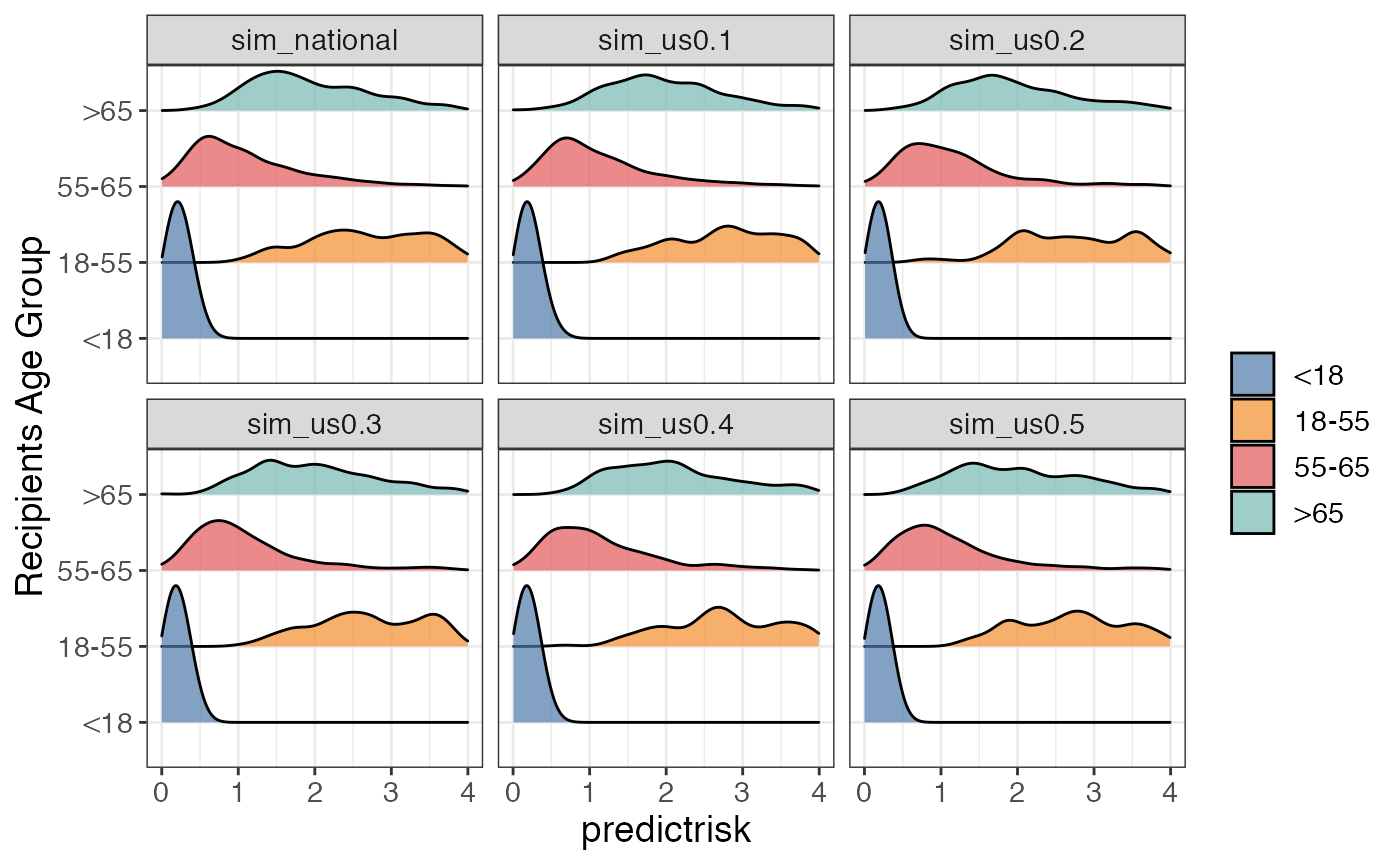 sim_national
sim_us0.1
sim_us0.2
>65
55-65
18-55
<18
sim_us0.3
sim_us0.4
sim_us0.5
>65
55-65
18-55
<18
0 1 2 3 4
0 1 2 3 4
0 1 2 3 4
predictrisk
Recipients Age Group
<18
18-55
55-65
>65